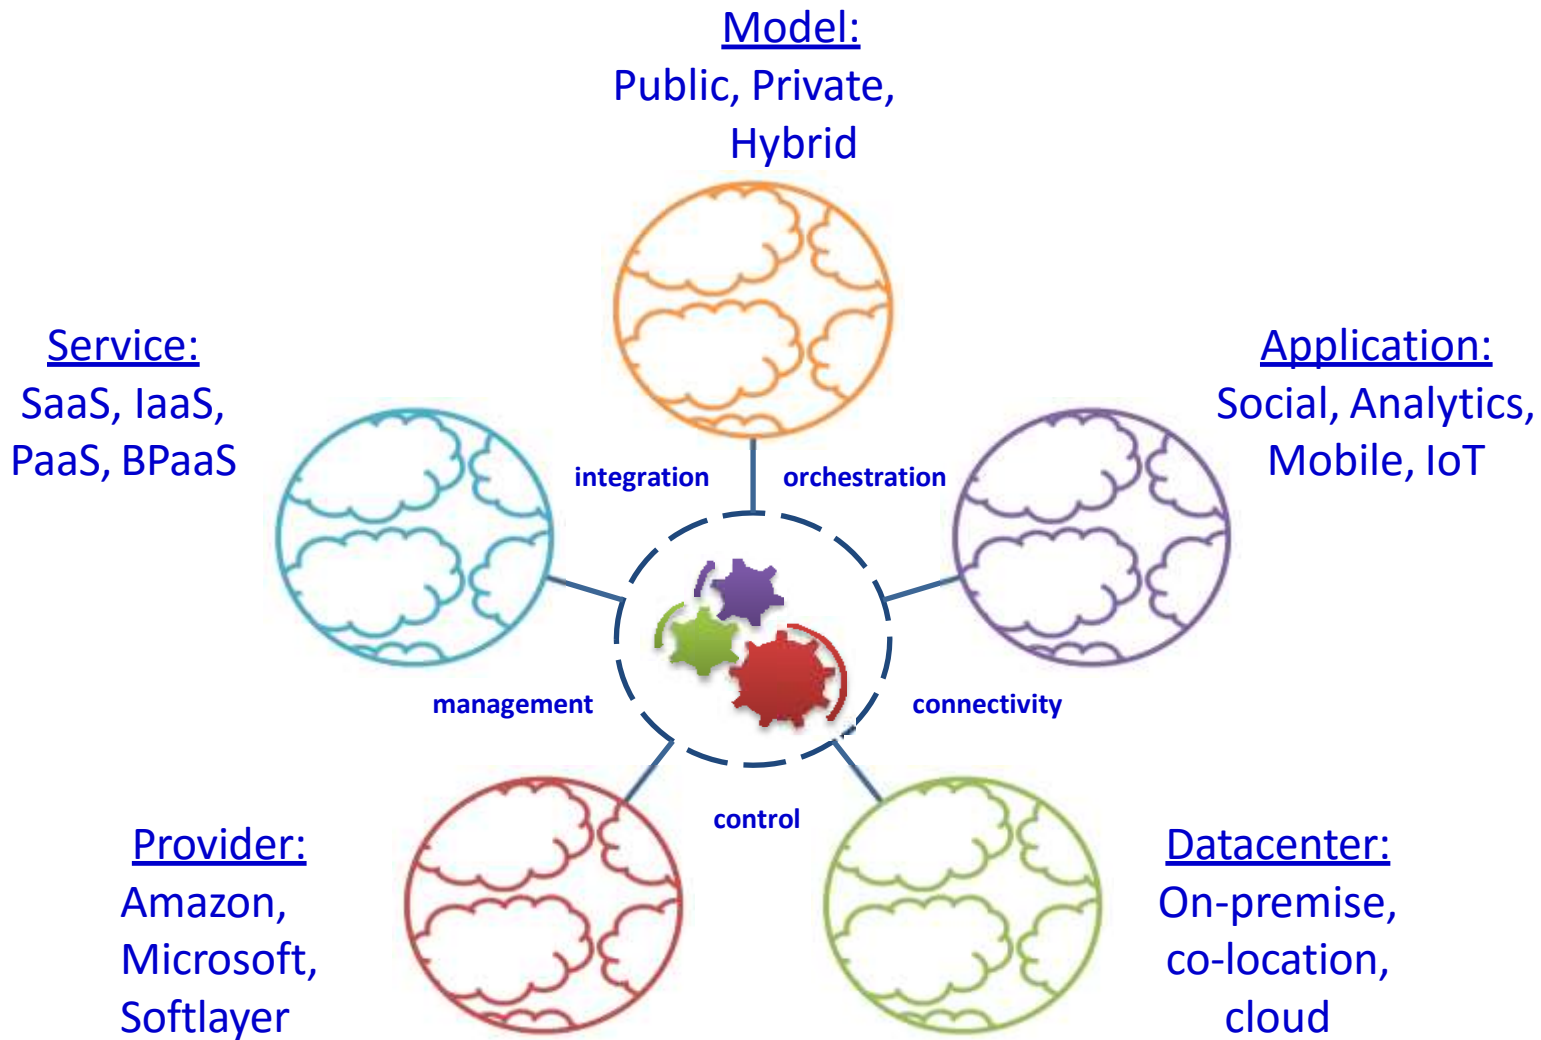 Model:
Public, Private,
Hybrid
Service:
SaaS, IaaS,
PaaS, BPaaS
Application:
Social, Analytics,
Mobile, IoT
integration
orchestration
management
connectivity
control
Provider:
Amazon,
Microsoft,
Softlayer
Datacenter:
On-premise,
co-location,
cloud